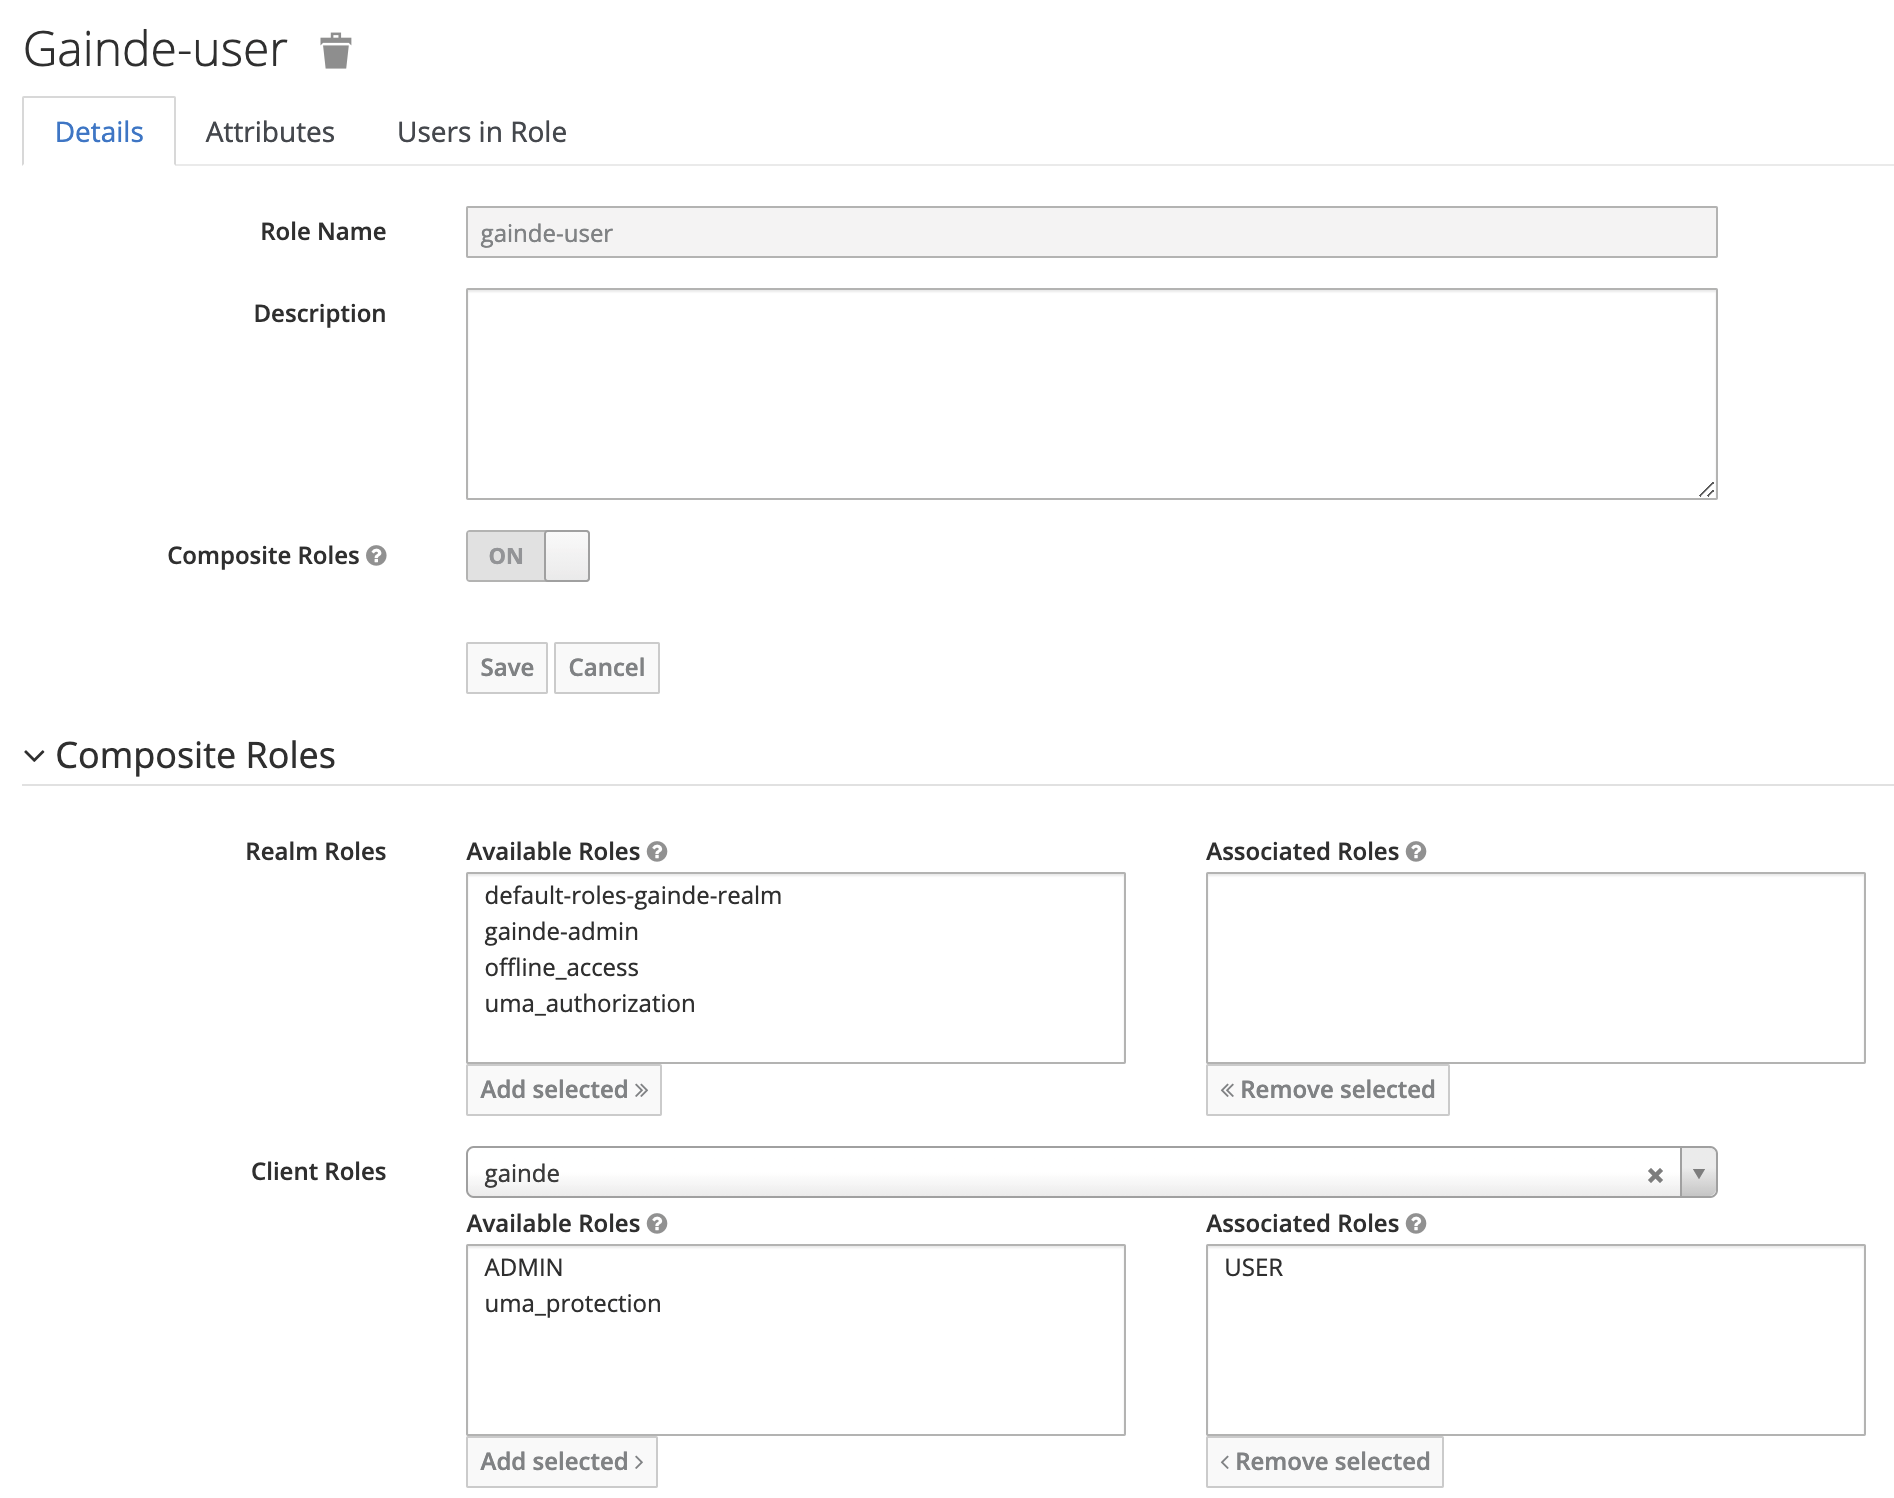 Gainde-user
Details Attributes Users in Role
Role Name gainde-user
Description
Composite Roles ON
Save Cancel
Composite Roles
Realm Roles Available Roles Associated Roles
default-roles-gainde-realm
gainde-admin
offline_access
uma_authorization
Add selected » « Remove selected
Client Roles gainde
Available Roles Associated Roles
ADMIN USER
uma_protection
Add selected › ‹ Remove selected